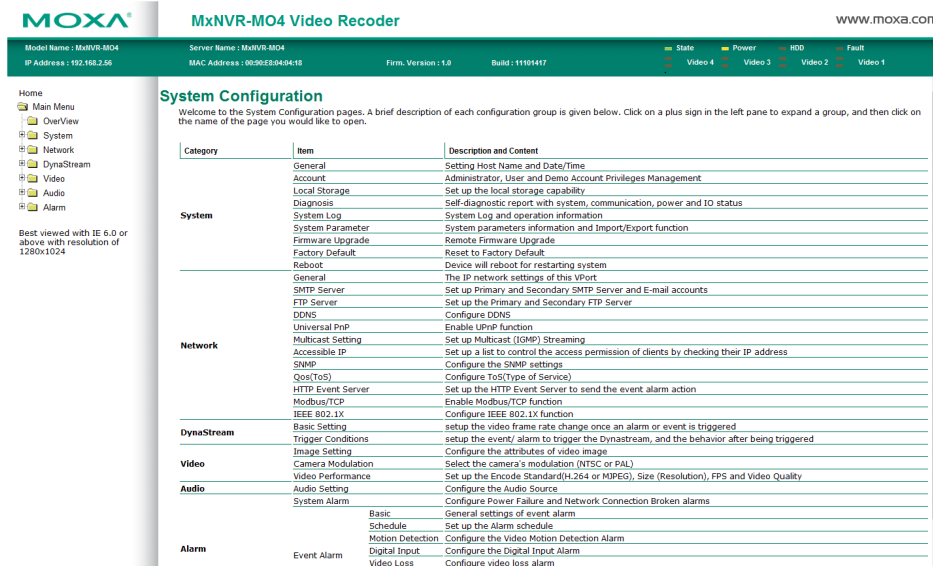 MOXA®
MxNVR-MO4 Video Recoder
www.moxa.com
Model Name : MxNVR-MO4
Server Name : MxNVR-MO4
State
Power
HDD
Fault
IP Address : 192.168.2.56
MAC Address : 00:90:E8:04:04:18
Firm. Version : 1.0
Build : 11101417
Video 4
Video 3
Video 2
Video 1
Home
Main Menu
OverView
System
Network
DynaStream
Video
Audio
Alarm
Best viewed with IE 6.0 or
above with resolution of
1280x1024
System Configuration
Welcome to the System Configuration pages. A brief description of each configuration group is given below. Click on a plus sign in the left pane to expand a group, and then click on
the name of the page you would like to open.
Category Item Description and Content
System
General Setting Host Name and Date/Time
Account Administrator, User and Demo Account Privileges Management
Local Storage Set up the local storage capability
Diagnosis Self-diagnostic report with system, communication, power and IO status
System Log System Log and operation information
System Parameter System parameters information and Import/Export function
Firmware Upgrade Remote Firmware Upgrade
Factory Default Reset to Factory Default
Reboot Device will reboot for restarting system
Network
General The IP network settings of this VPort
SMTP Server Set up Primary and Secondary SMTP Server and E-mail accounts
FTP Server Set up the Primary and Secondary FTP Server
DDNS Configure DDNS
Universal PnP Enable UPnP function
Multicast Setting Set up Multicast (IGMP) Streaming
Accessible IP Set up a list to control the access permission of clients by checking their IP address
SNMP Configure the SNMP settings
Qos(ToS) Configure ToS(Type of Service)
HTTP Event Server Set up the HTTP Event Server to send the event alarm action
Modbus/TCP Enable Modbus/TCP function
IEEE 802.1X Configure IEEE 802.1X function
DynaStream
Basic Setting setup the video frame rate change once an alarm or event is triggered
Trigger Conditions setup the event/ alarm to trigger the Dynastream, and the behavior after being triggered
Video
Image Setting Configure the attributes of video image
Camera Modulation Select the camera's modulation (NTSC or PAL)
Video Performance Set up the Encode Standard(H.264 or MJPEG), Size (Resolution), FPS and Video Quality
Audio
Audio Setting Configure the Audio Source
Alarm
System Alarm Configure Power Failure and Network Connection Broken alarms
Event Alarm
Basic General settings of event alarm
Schedule Set up the Alarm schedule
Motion Detection Configure the Video Motion Detection Alarm
Digital Input Configure the Digital Input Alarm
Video Loss Configure video loss alarm